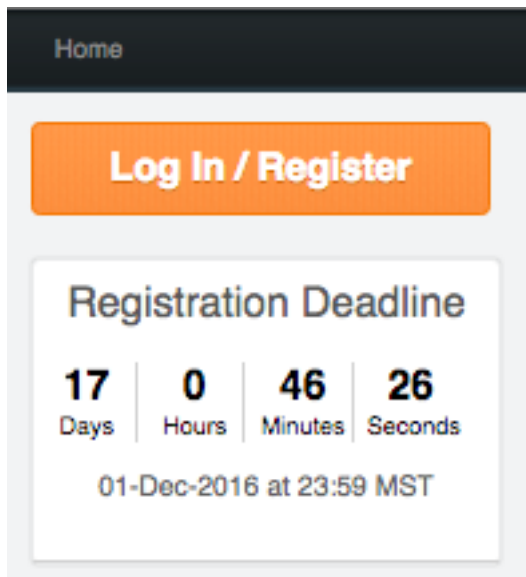 Home
Log In / Register
Registration Deadline
17 0 46 26
Days Hours Minutes Seconds
01-Dec-2016 at 23:59 MST